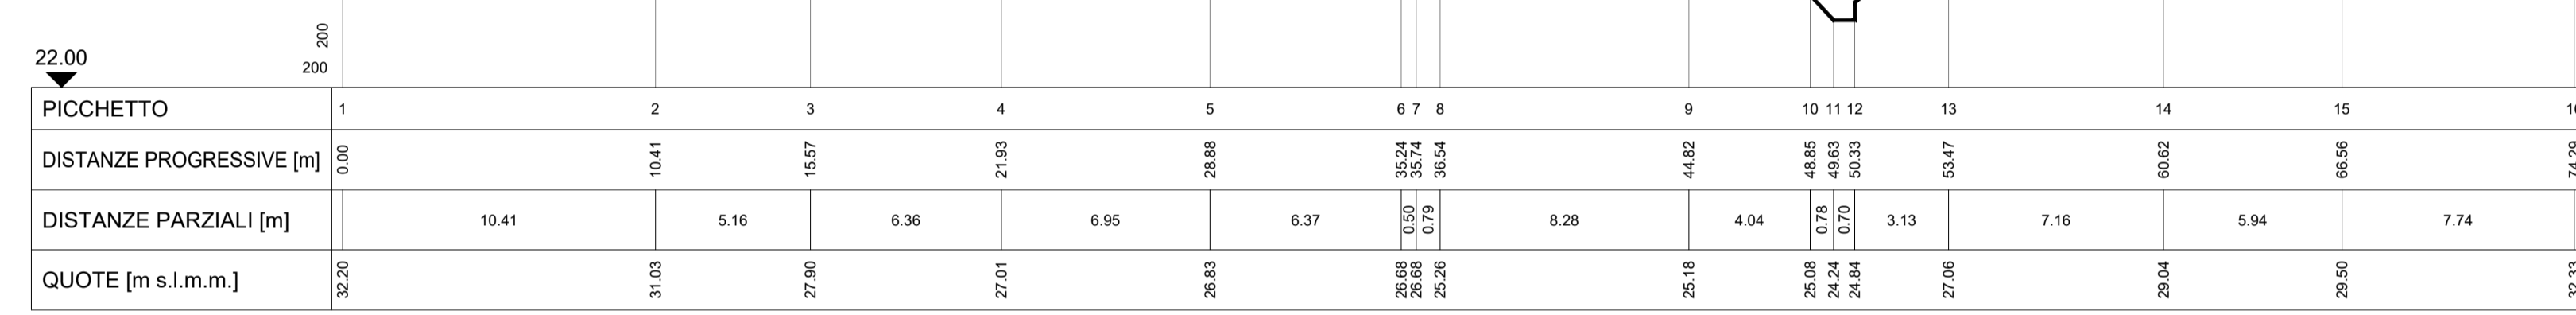 200
22.00
200
PICCHETTO 1 2 3 4 5 6 7 8 9 10 11 12 13 14 15
DISTANZE PROGRESSIVE [m] 0.00 10.41 15.57 21.93 28.88 35.24 35.74 36.54 44.82 48.85 49.63 50.33 53.47 60.62 66.56 74.29
DISTANZE PARZIALI [m] 10.41 5.16 6.36 6.95 6.37 0.50 0.79 8.28 4.04 0.78 0.70 3.13 7.16 5.94 7.74
QUOTE [m s.l.m.m.] 32.20 31.03 27.90 27.01 26.83 26.68 26.68 25.26 25.18 25.08 24.24 24.84 27.06 29.04 29.50 32.33